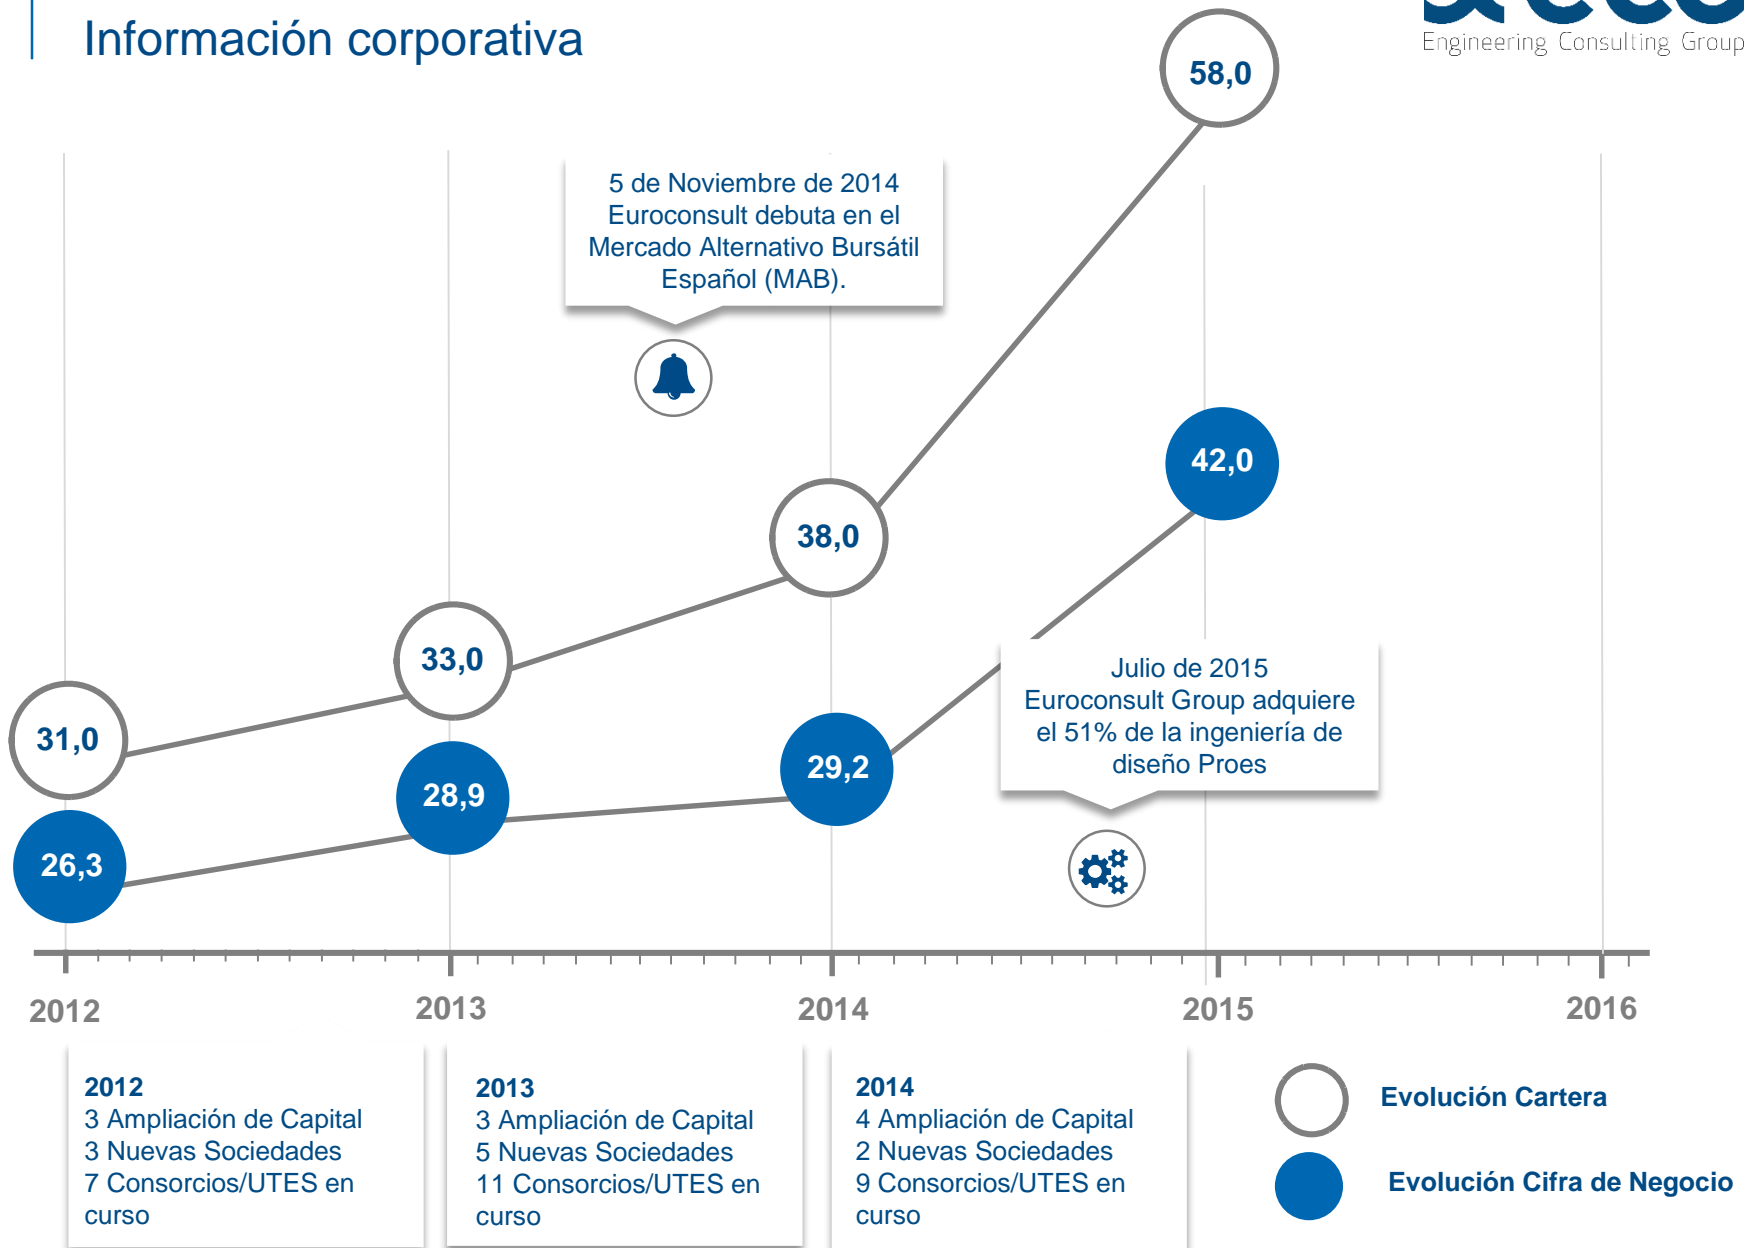 Información corporativa
Engineering Consulting Group
58,0
5 de Noviembre de 2014
Euroconsult debuta en el
Mercado Alternativo Bursátil
Español (MAB).
42,0
38,0
33,0
31,0
Julio de 2015
Euroconsult Group adquiere
el 51% de la ingeniería de
diseño Proes
29,2
28,9
26,3
2012
2013
2014
2015
2016
2012
3 Ampliación de Capital
3 Nuevas Sociedades
7 Consorcios/UTES en
curso
2013
3 Ampliación de Capital
5 Nuevas Sociedades
11 Consorcios/UTES en
curso
2014
4 Ampliación de Capital
2 Nuevas Sociedades
9 Consorcios/UTES en
curso
Evolución Cartera
Evolución Cifra de Negocio